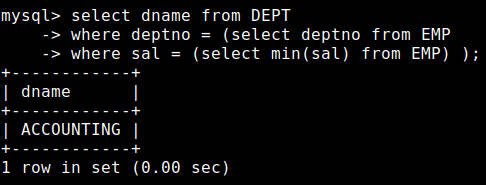 mysql> select dname from DEPT
    -> where deptno = (select deptno from EMP
    -> where sal = (select min(sal) from EMP) );
+------------+
| dname      |
+------------+
| ACCOUNTING |
+------------+
1 row in set (0.00 sec)